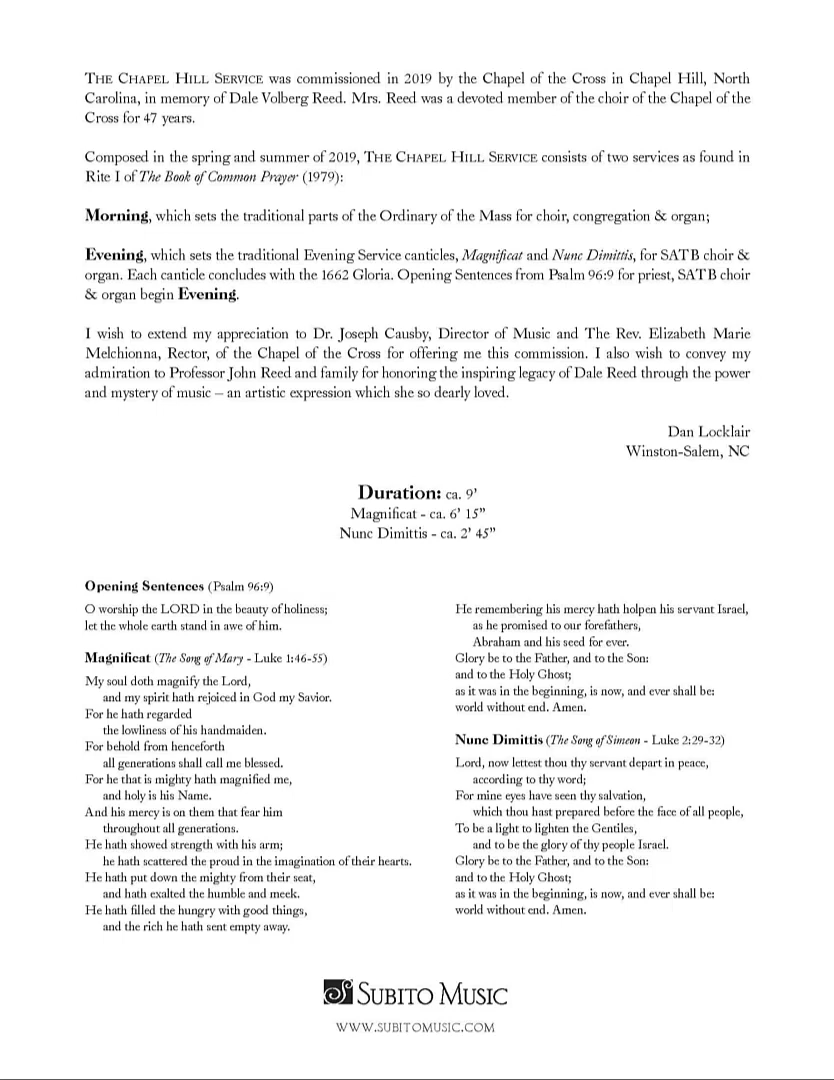 THE CHAPEL HILL SERVICE was commissioned in 2019 by the Chapel of the Cross in Chapel Hill, North
Carolina, in memory of Dale Volberg Reed. Mrs. Reed was a devoted member of the choir of the Chapel of the
Cross for 47 years.
Composed in the spring and summer of 2019, THE CHAPEL HILL SERVICE consists of two services as found in
Rite I of The Book of Common Prayer (1979):
Morning, which sets the traditional parts of the Ordinary of the Mass for choir, congregation & organ;
Evening, which sets the traditional Evening Service canticles, Magnificat and Nunc Dimittis, for SATB choir &
organ. Each canticle concludes with the 1662 Gloria. Opening Sentences from Psalm 96:9 for priest, SATB choir
& organ begin Evening.
I wish to extend my appreciation to Dr. Joseph Causby, Director of Music and The Rev. Elizabeth Marie
Melchionna, Rector, of the Chapel of the Cross for offering me this commission. I also wish to convey my
admiration to Professor John Reed and family for honoring the inspiring legacy of Dale Reed through the power
and mystery of music – an artistic expression which she so dearly loved.
Dan Locklair
Winston-Salem, NC
Duration: ca. 9’
Magnificat - ca. 6’ 15”
Nunc Dimittis - ca. 2’ 45”
Opening Sentences (Psalm 96:9)
O worship the LORD in the beauty of holiness;
let the whole earth stand in awe of him.
Magnificat (The Song of Mary - Luke 1:46-55)
My soul doth magnify the Lord,
and my spirit hath rejoiced in God my Savior.
For he hath regarded
the lowliness of his handmaiden.
For behold from henceforth
all generations shall call me blessed.
For he that is mighty hath magnified me,
and holy is his Name.
And his mercy is on them that fear him
throughout all generations.
He hath showed strength with his arm;
he hath scattered the proud in the imagination of their hearts.
He hath put down the mighty from their seat,
and hath exalted the humble and meek.
He hath filled the hungry with good things,
and the rich he hath sent empty away.
He remembering his mercy hath holpen his servant Israel,
as he promised to our forefathers,
Abraham and his seed for ever.
Glory be to the Father, and to the Son:
and to the Holy Ghost;
as it was in the beginning, is now, and ever shall be:
world without end. Amen.
Nunc Dimittis (The Song of Simeon - Luke 2:29-32)
Lord, now lettest thou thy servant depart in peace,
according to thy word;
For mine eyes have seen thy salvation,
which thou hast prepared before the face of all people,
To be a light to lighten the Gentiles,
and to be the glory of thy people Israel.
Glory be to the Father, and to the Son:
and to the Holy Ghost;
as it was in the beginning, is now, and ever shall be:
world without end. Amen.
SUBITO MUSIC
WWW.SUBITOMUSIC.COM